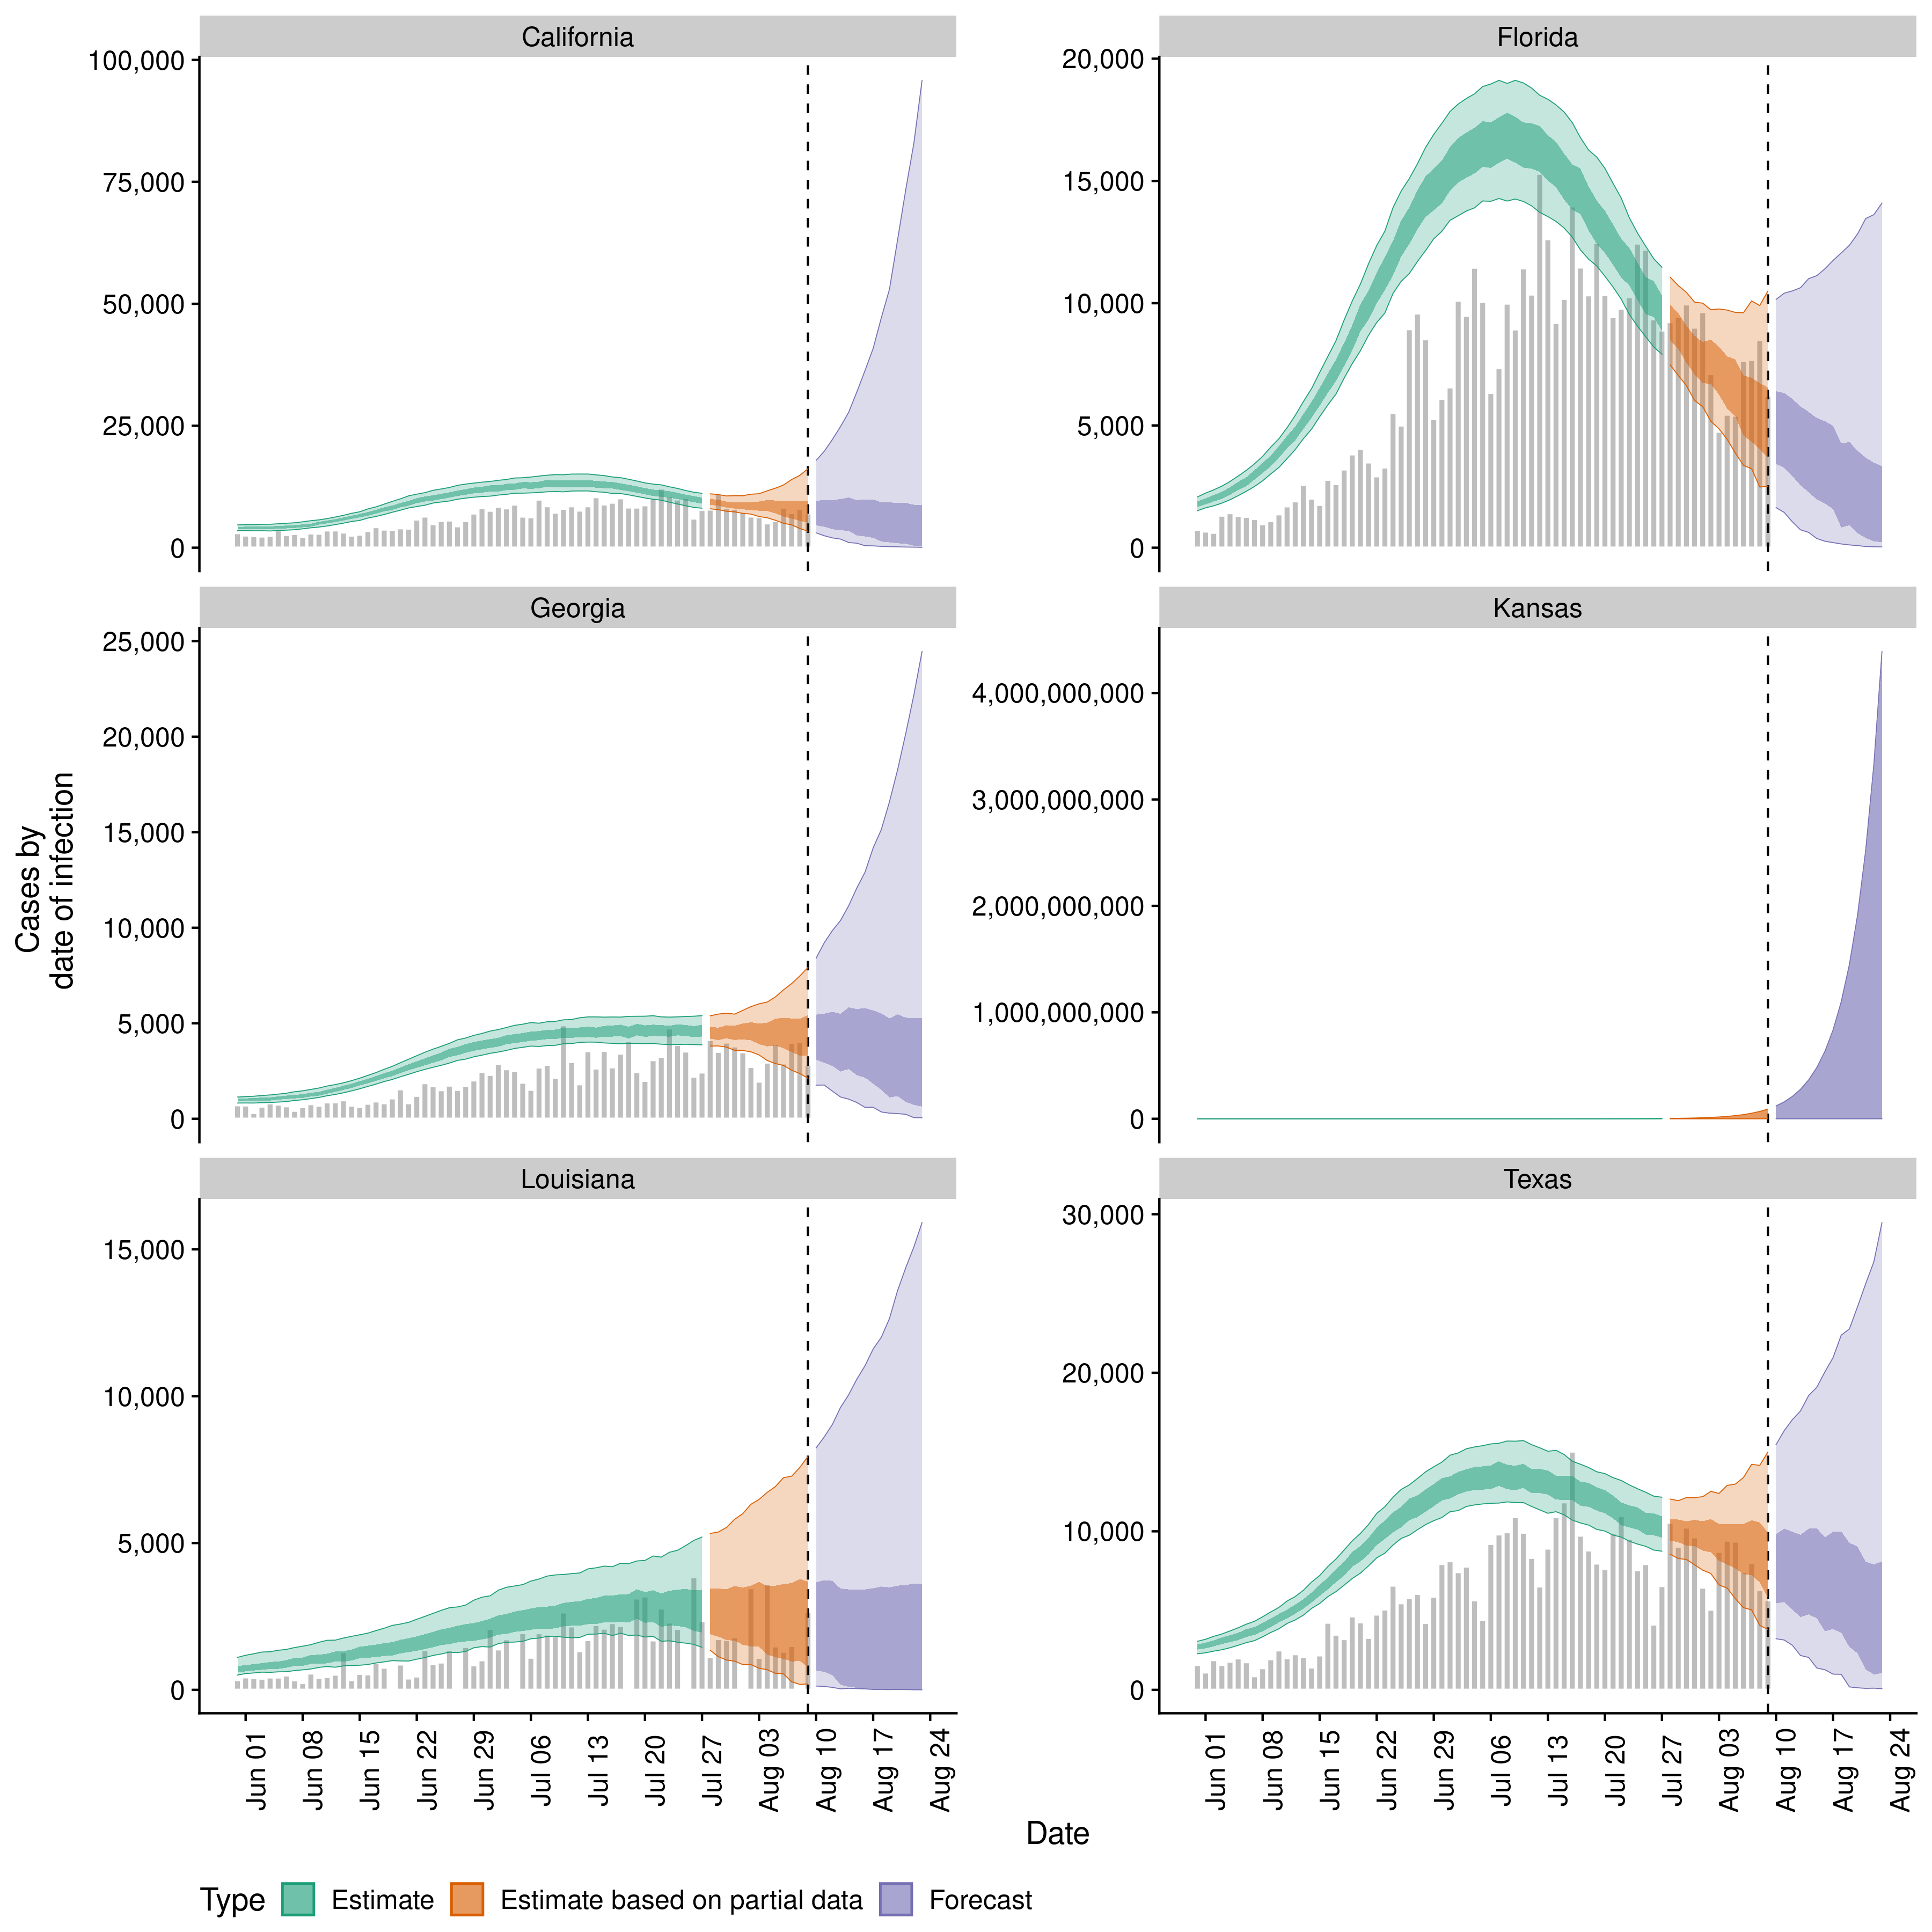 California
Florida
100,000
75,000
50,000
25,000
0
20,000
15,000
10,000
5,000
0
Georgia
Kansas
25,000
20,000
15,000
10,000
5,000
0
4,000,000,000
3,000,000,000
2,000,000,000
1,000,000,000
0
Cases by
date of infection
Louisiana
Texas
15,000
10,000
5,000
0
30,000
20,000
10,000
0
Jun 01
Jun 08
Jun 15
Jun 22
Jun 29
Jul 06
Jul 13
Jul 20
Jul 27
Aug 03
Aug 10
Aug 17
Aug 24
Jun 01
Jun 08
Jun 15
Jun 22
Jun 29
Jul 06
Jul 13
Jul 20
Jul 27
Aug 03
Aug 10
Aug 17
Aug 24
Date
Type Estimate Estimate based on partial data Forecast